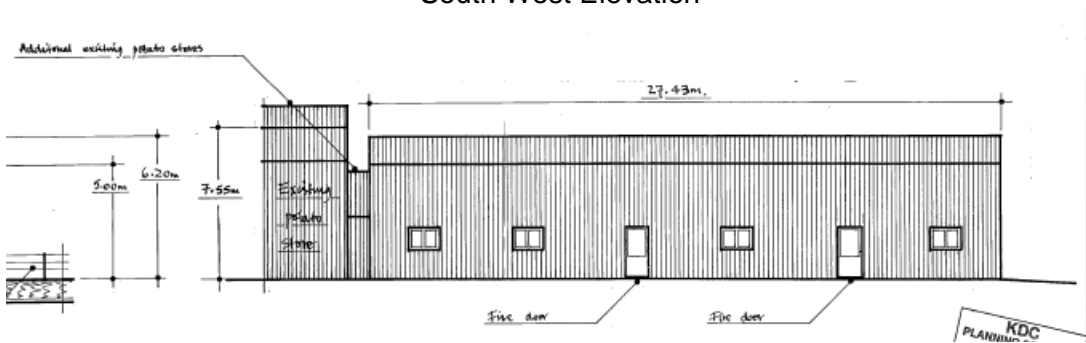 South West Elevation
Additional existing potato stores
27.43m.
6.20m
5.00m
7.55m
Existing
potato
store
Fire door
Fire door
KDC